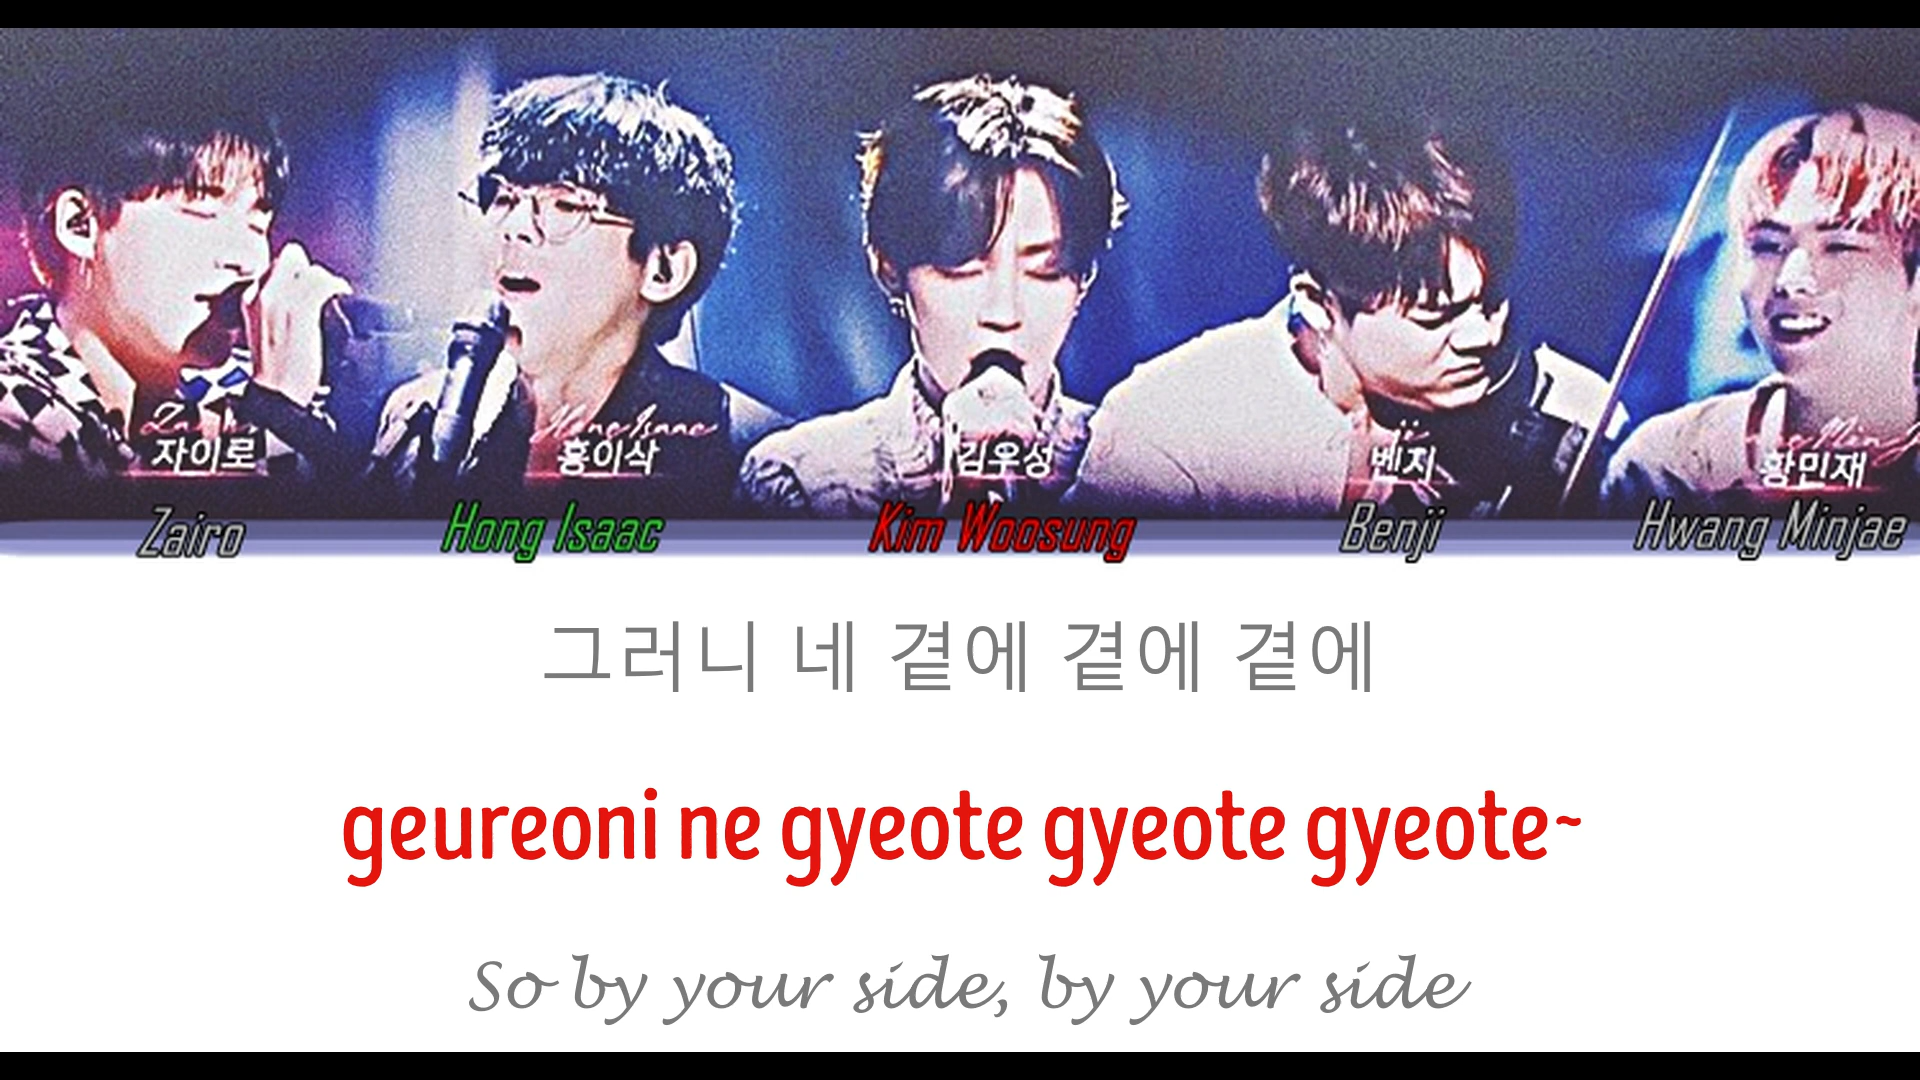 Hong Isaac
자이로 홍이삭 김우성 벤지 황민재
Zairo Hong Isaac Kim Woosung Benji Hwang Minjae
그러니 네 곁에 곁에 곁에
geureoni ne gyeote gyeote gyeote~
So by your side, by your side